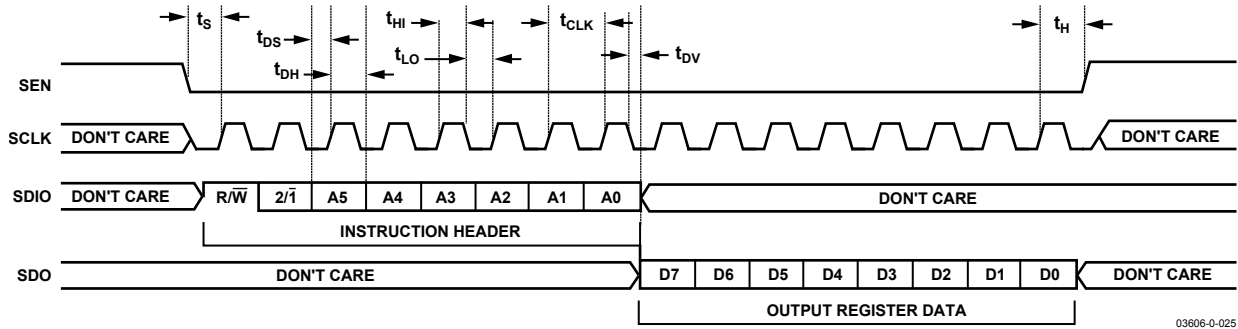 tS
tDS
tDH
tHI
tLO
tCLK
tDV
tH
SEN
SCLK DON'T CARE DON'T CARE
SDIO DON'T CARE R/W̅ 2/1̅ A5 A4 A3 A2 A1 A0 DON'T CARE
INSTRUCTION HEADER
SDO DON'T CARE D7 D6 D5 D4 D3 D2 D1 D0 DON'T CARE
OUTPUT REGISTER DATA
03606-0-025